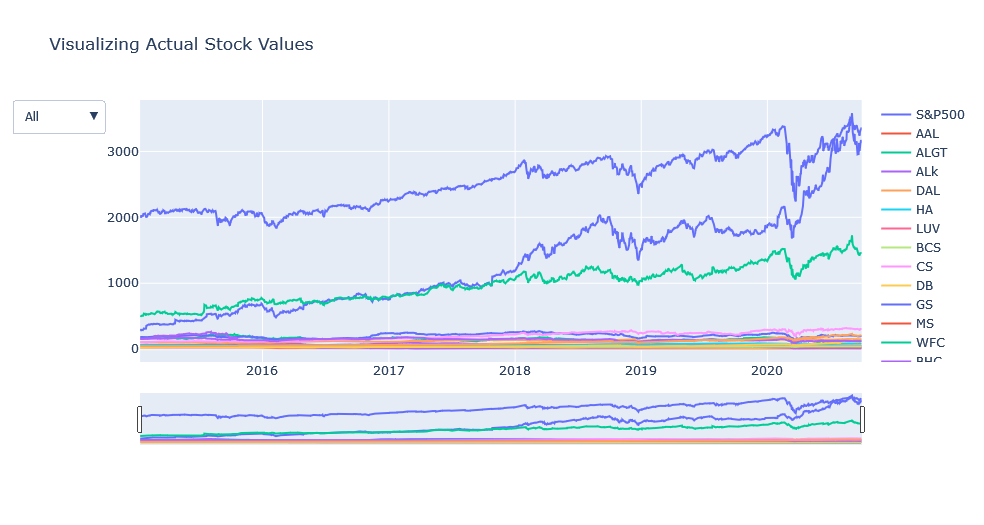 Visualizing Actual Stock Values
All
3000
2000
1000
0
2016
2017
2018
2019
2020
S&P500
AAL
ALGT
ALk
DAL
HA
LUV
BCS
CS
DB
GS
MS
WFC
BHC